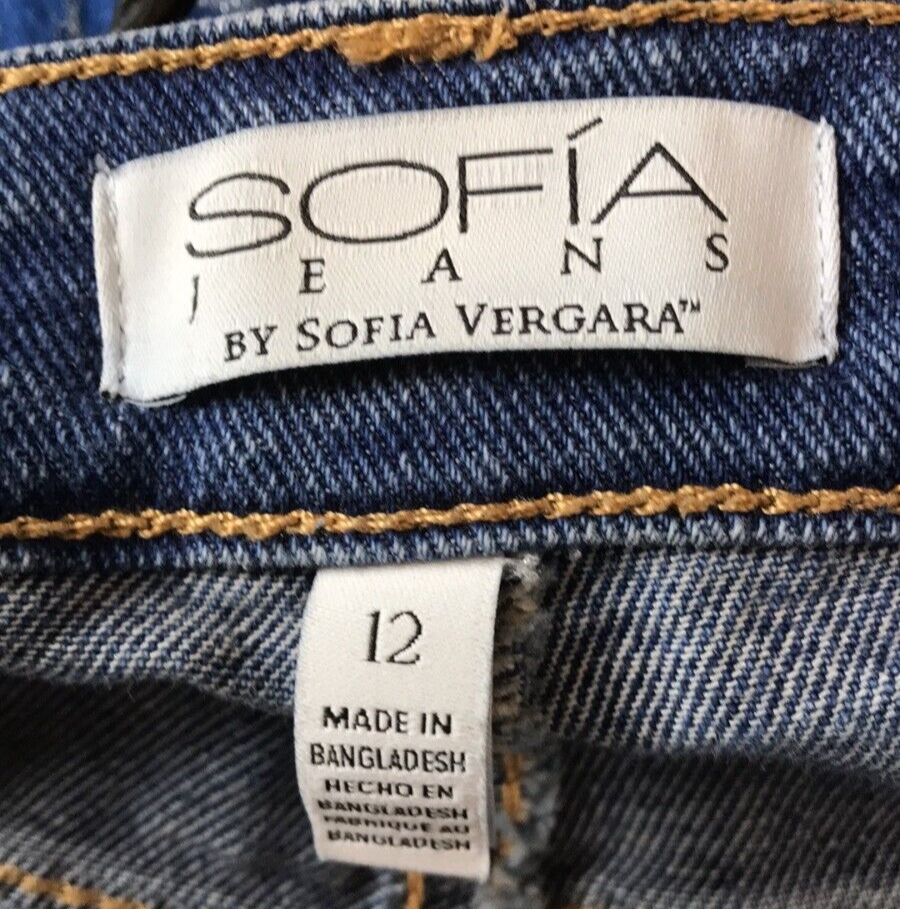 SOFÍA
JEANS
BY SOFIA VERGARA™
12
MADE IN
BANGLADESH
HECHO EN
BANGLADESH
FABRIQUE AU
BANGLADESH